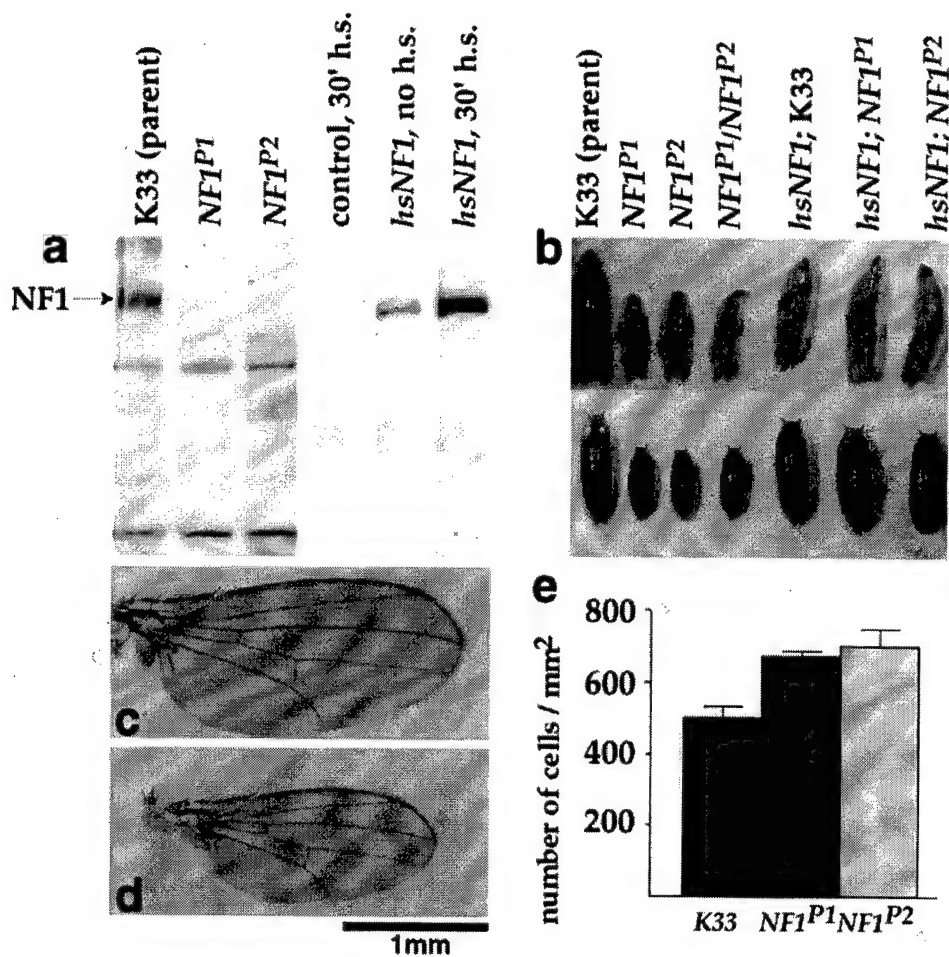 K33 (parent)
NF1P1
NF1P2
control, 30' h.s.
hsNF1, no h.s.
hsNF1, 30' h.s.
a
NF1
K33 (parent)
NF1P1
NF1P2
NF1P1/NF1P2
hsNF1; K33
hsNF1; NF1P1
hsNF1; NF1P2
b
c
d
1mm
e
number of cells / mm2
800
600
400
200
K33 NF1P1 NF1P2